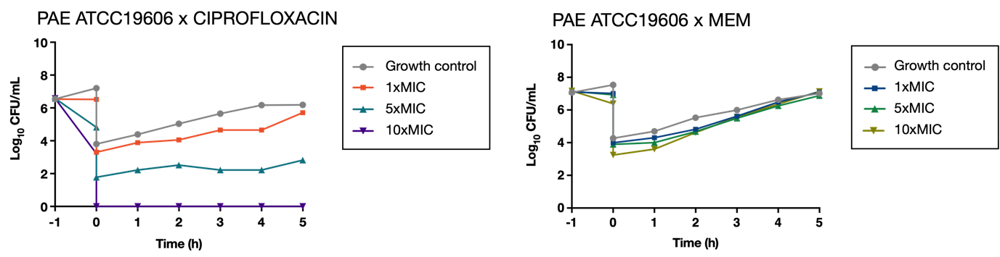 PAE ATCC19606 x CIPROFLOXACIN
10
8
6
4
2
0
Log10 CFU/mL
-1 0 1 2 3 4 5
Time (h)
Growth control
1xMIC
5xMIC
10xMIC
PAE ATCC19606 x MEM
10
8
6
4
2
0
Log10 CFU/mL
-1 0 1 2 3 4 5
Time (h)
Growth control
1xMIC
5xMIC
10xMIC